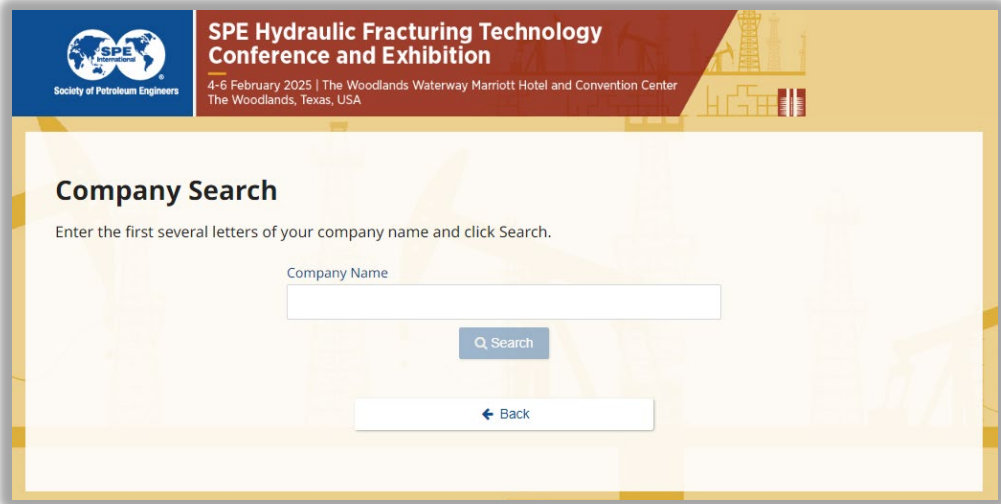 SPE
International
Society of Petroleum Engineers
SPE Hydraulic Fracturing Technology
Conference and Exhibition
4-6 February 2025 | The Woodlands Waterway Marriott Hotel and Convention Center
The Woodlands, Texas, USA
Company Search
Enter the first several letters of your company name and click Search.
Company Name
Search
Back